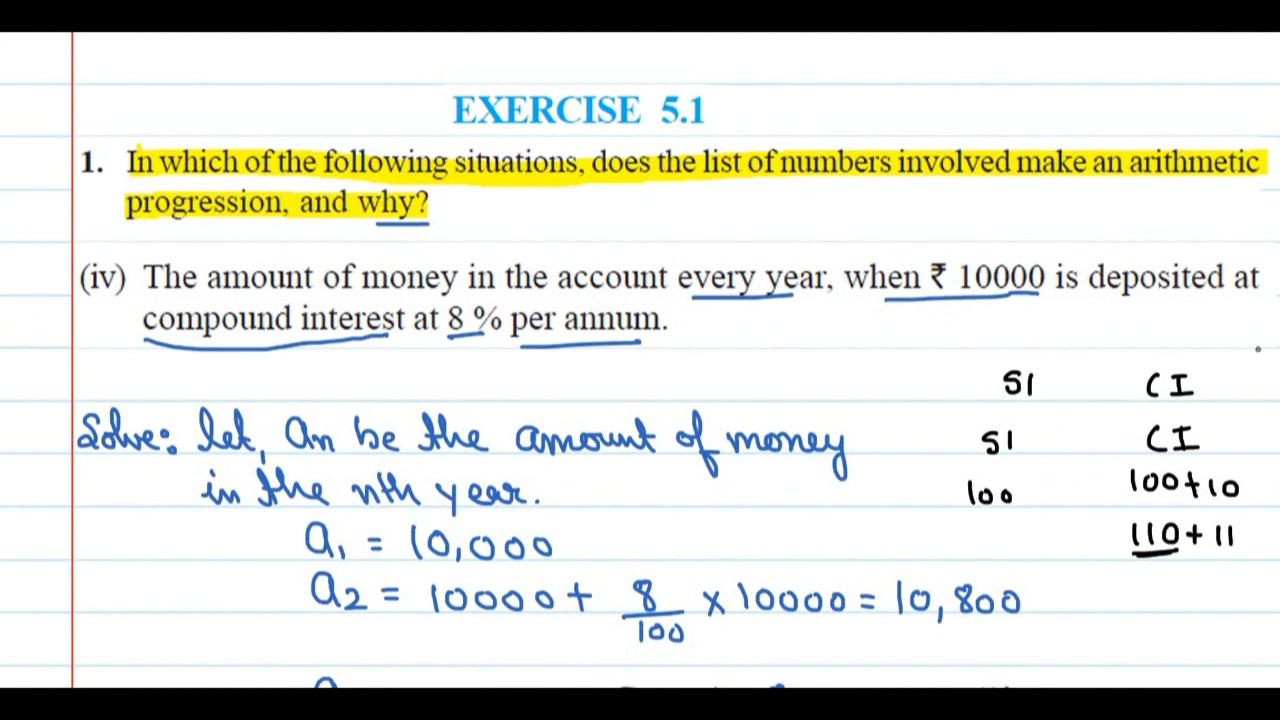 EXERCISE 5.1
1. In which of the following situations, does the list of numbers involved make an arithmetic
progression, and why?
(iv) The amount of money in the account every year, when ₹ 10000 is deposited at
compound interest at 8 % per annum.
SI CI
Solve: let, an be the amount of money
SI CI
in the nth year.
100 100+10
a1 = 10,000
110+11
a2 = 10000 + 8/100 × 10000 = 10,800